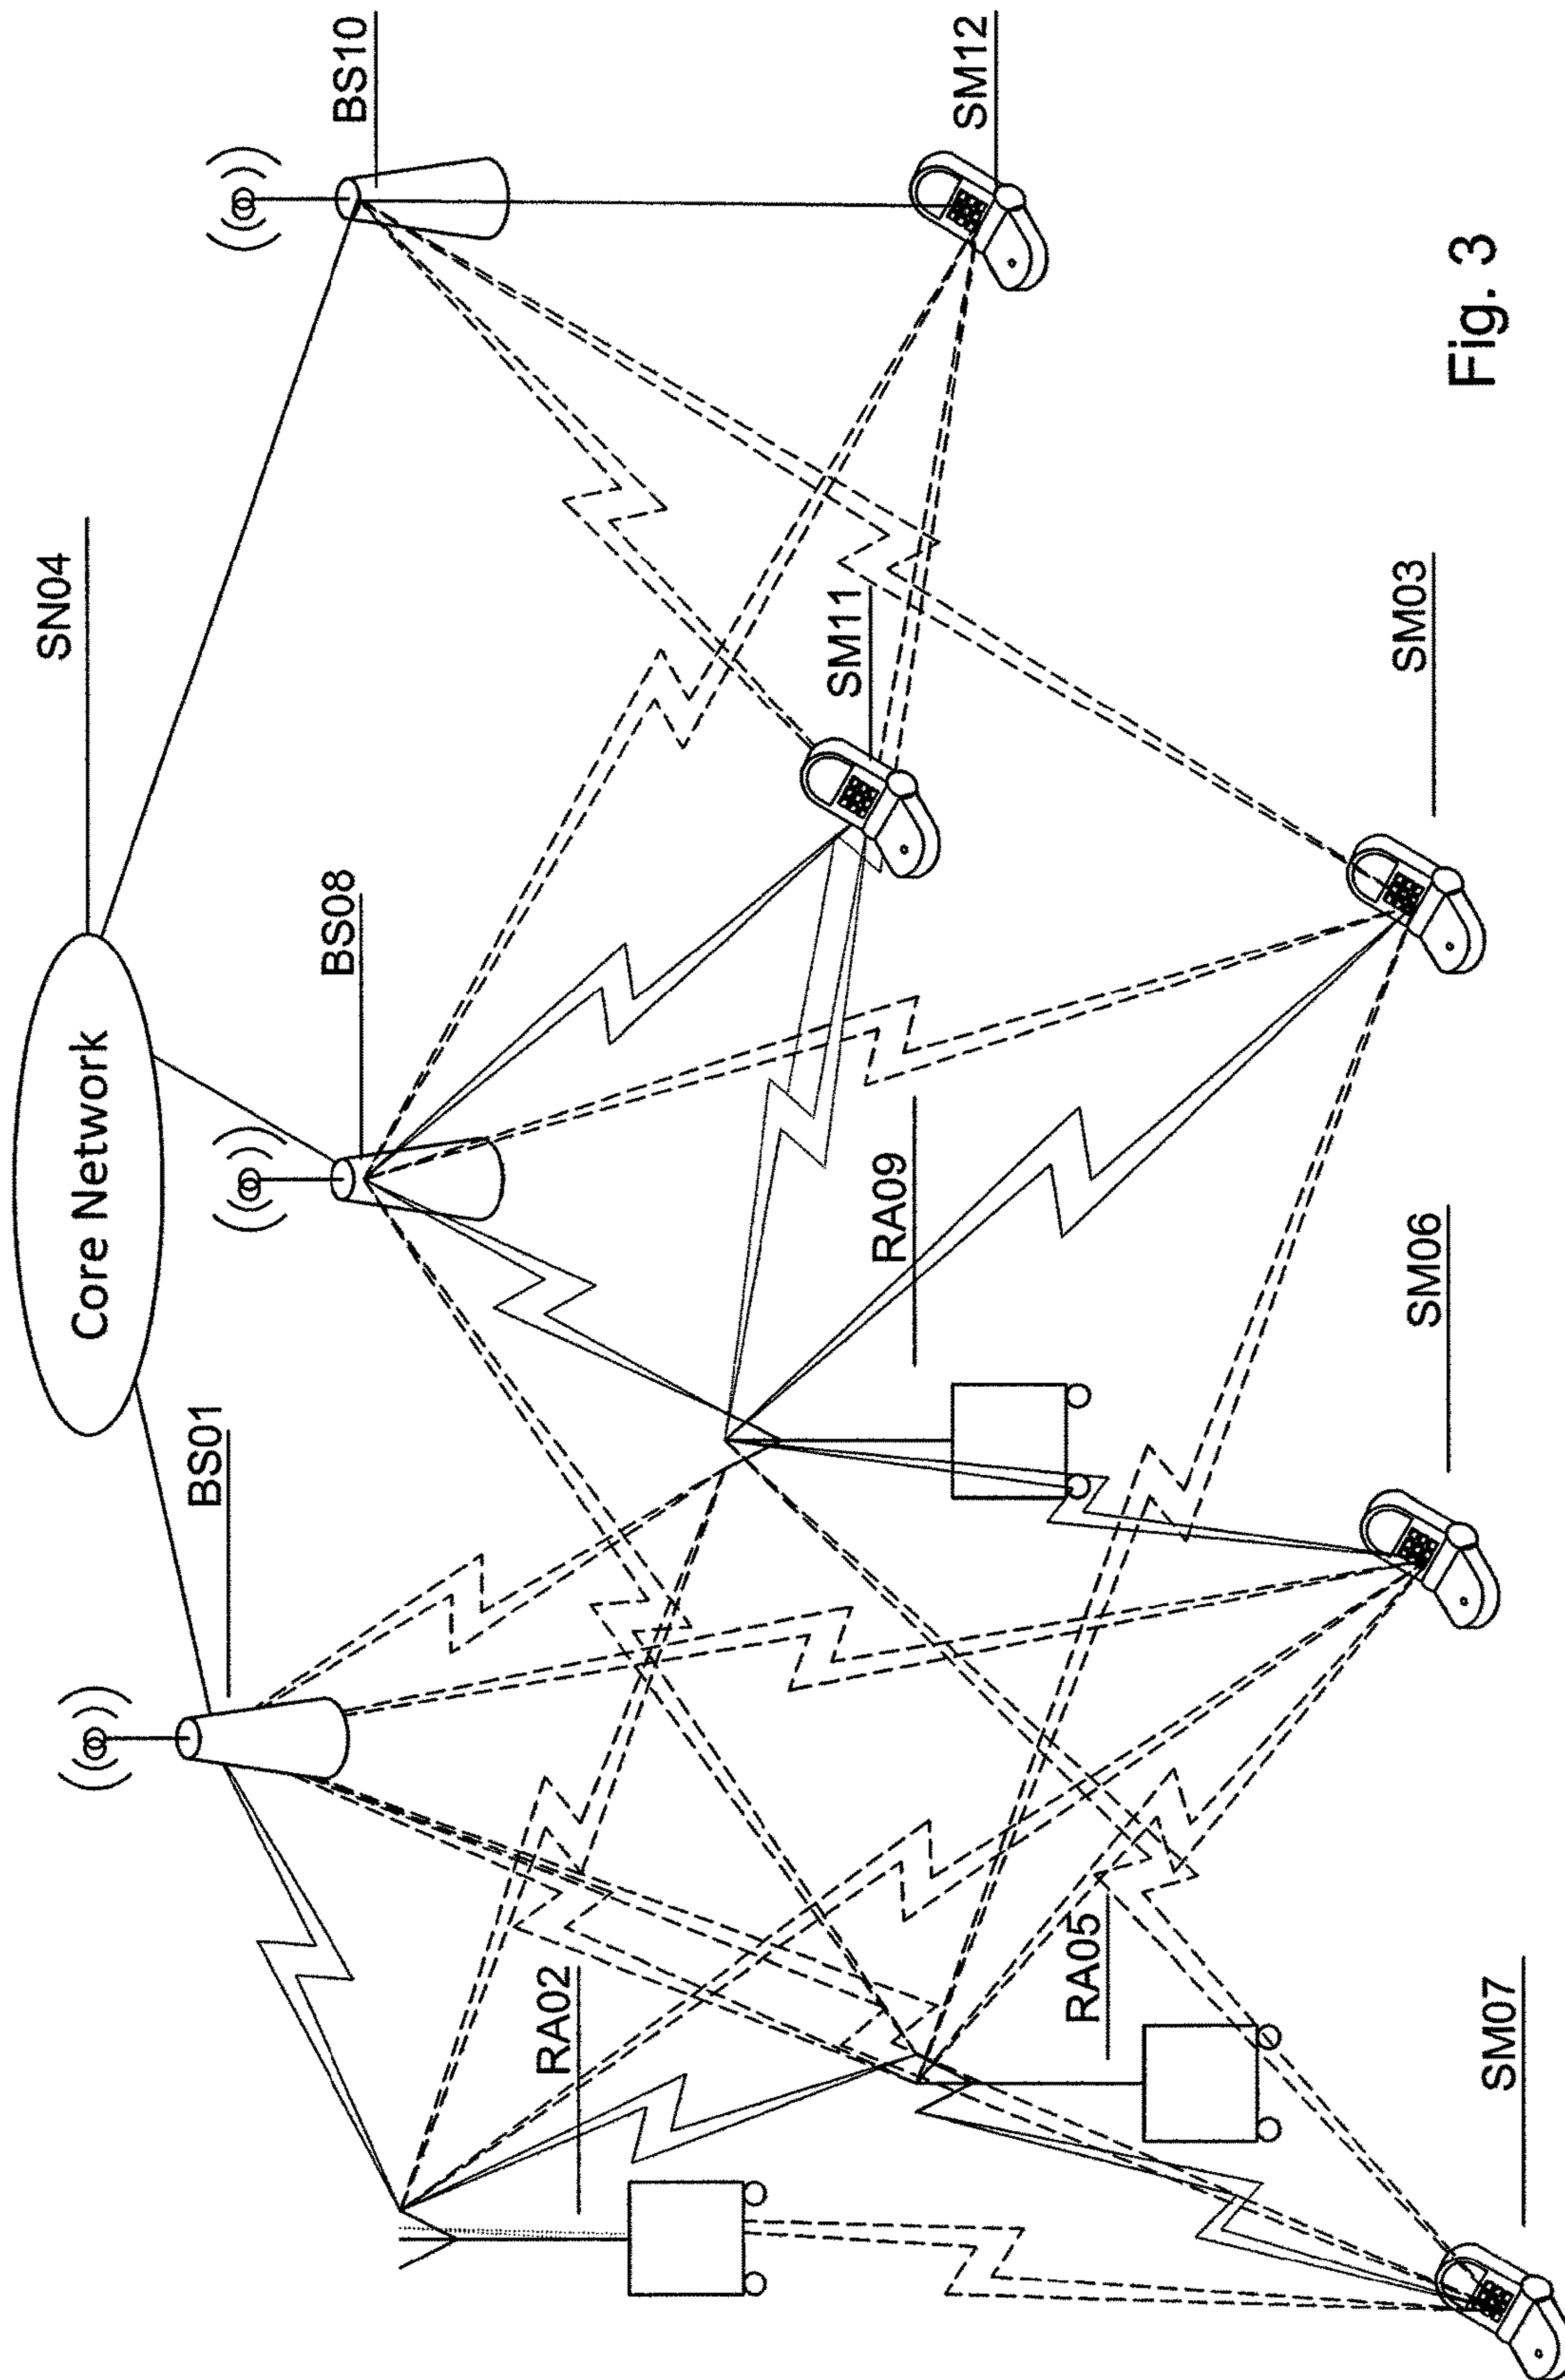 SN04
Core Network
BS10
BS08
BS01
SM12
SM11
RA09
RA02
RA05
SM03
SM06
SM07
Fig. 3